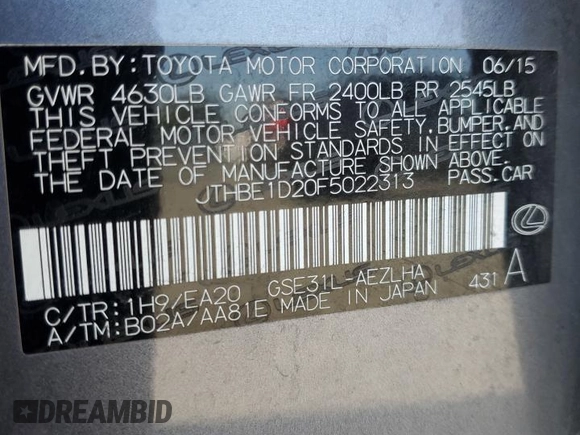 MFD.BY:TOYOTA MOTOR CORPORATION 06/15
GVWR 4630LB GAWR FR 2400LB RR 2545LB
THIS VEHICLE CONFORMS TO ALL APPLICABLE
FEDERAL MOTOR VEHICLE SAFETY,BUMPER,AND
THEFT PREVENTION STANDARDS IN EFFECT ON
THE DATE OF MANUFACTURE SHOWN ABOVE.
JTHBE1D20F5022313 PASS.CAR
C/TR:1H9/EA20 GSE31L-AEZLHA
A/TM:B02A/AA81E MADE IN JAPAN 431 A
DREAMBID